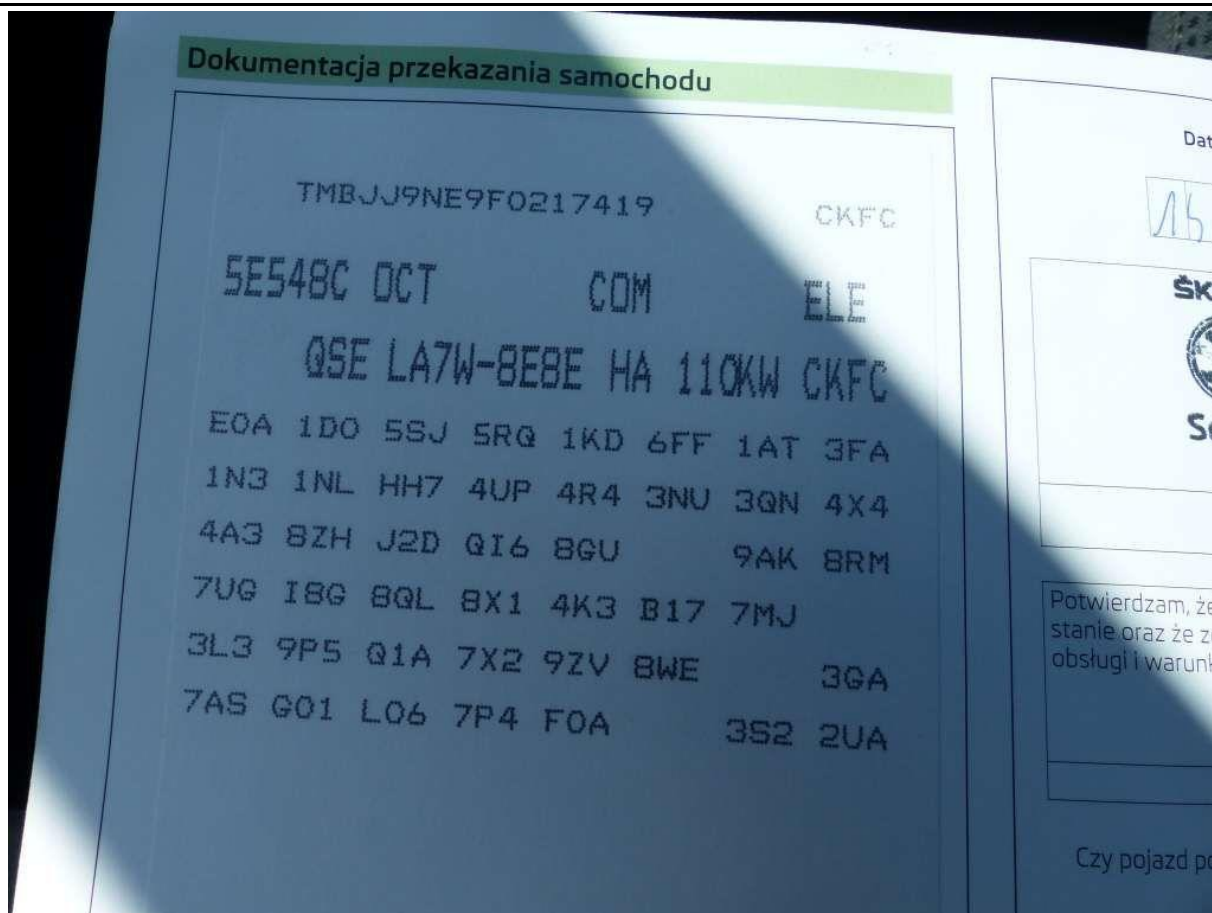 Dokumentacja przekazania samochodu
TMBJJ9NE9F0217419 CKFC
5E548C OCT COM ELE
QSE LA7W-8E8E HA 110KW CKFC
E0A 1D0 5SJ 5RQ 1KD 6FF 1AT 3FA
1N3 1NL HH7 4UP 4R4 3NU 3QN 4X4
4A3 8ZH J2D QI6 8GU 9AK 8RM
7UG I8G 8QL 8X1 4K3 B17 7MJ
3L3 9P5 Q1A 7X2 9ZV 8WE 3GA
7AS G01 L06 7P4 F0A 3S2 2UA
Dat
ŠK
Potwierdzam, że
stanie oraz że
obsługi i
Czy pojazd